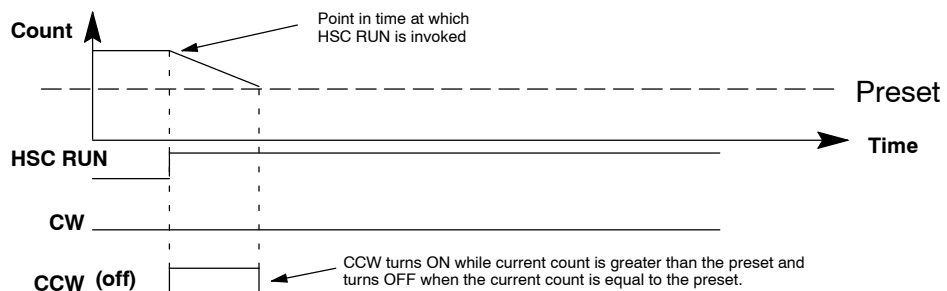 Point in time at which
HSC RUN is invoked
Count
Preset
Time
HSC RUN
CW
CCW turns ON while current count is greater than the preset and
turns OFF when the current count is equal to the preset.
CCW (off)